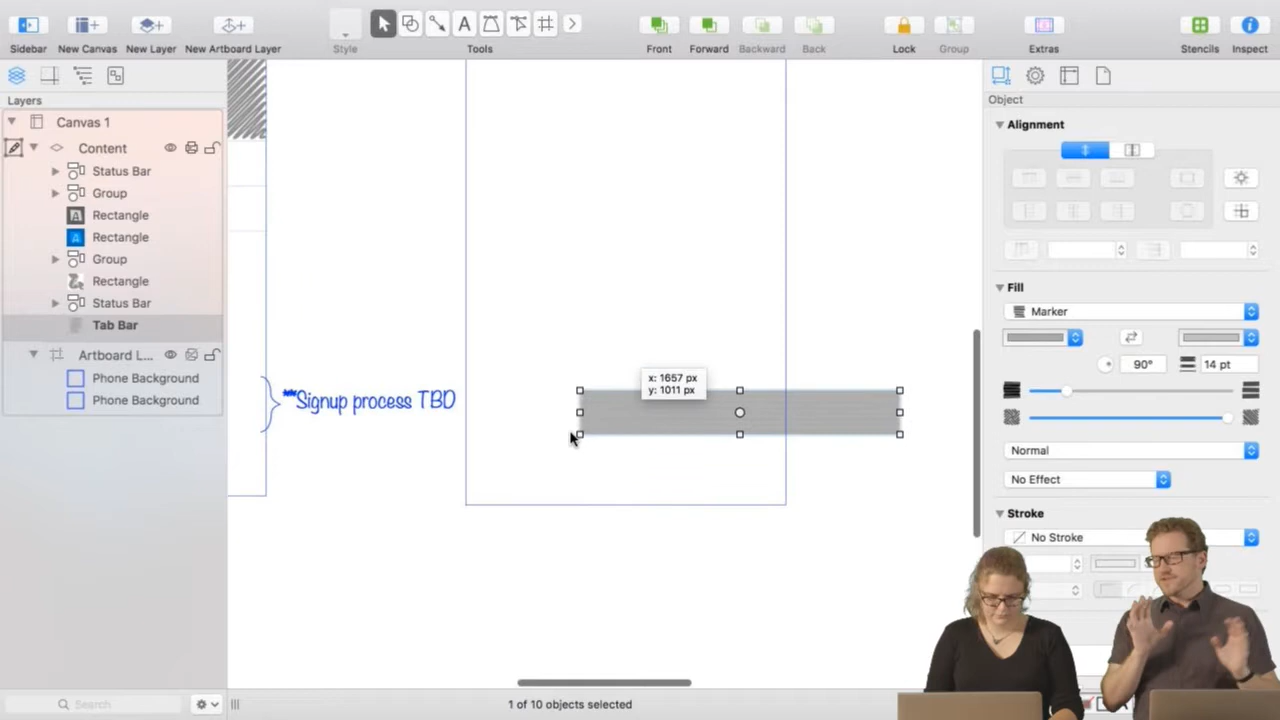 Sidebar
New Canvas
New Layer
New Artboard Layer
Style
Tools
Front
Forward
Backward
Back
Lock
Group
Extras
Stencils
Inspect
Layers
Canvas 1
Content
Status Bar
Group
Rectangle
Rectangle
Group
Rectangle
Status Bar
Tab Bar
Artboard L...
Phone Background
Phone Background
Search
**Signup process TBD
x: 1657 px
y: 1011 px
1 of 10 objects selected
Object
Alignment
Fill
Marker
90°
14 pt
Normal
No Effect
Stroke
No Stroke